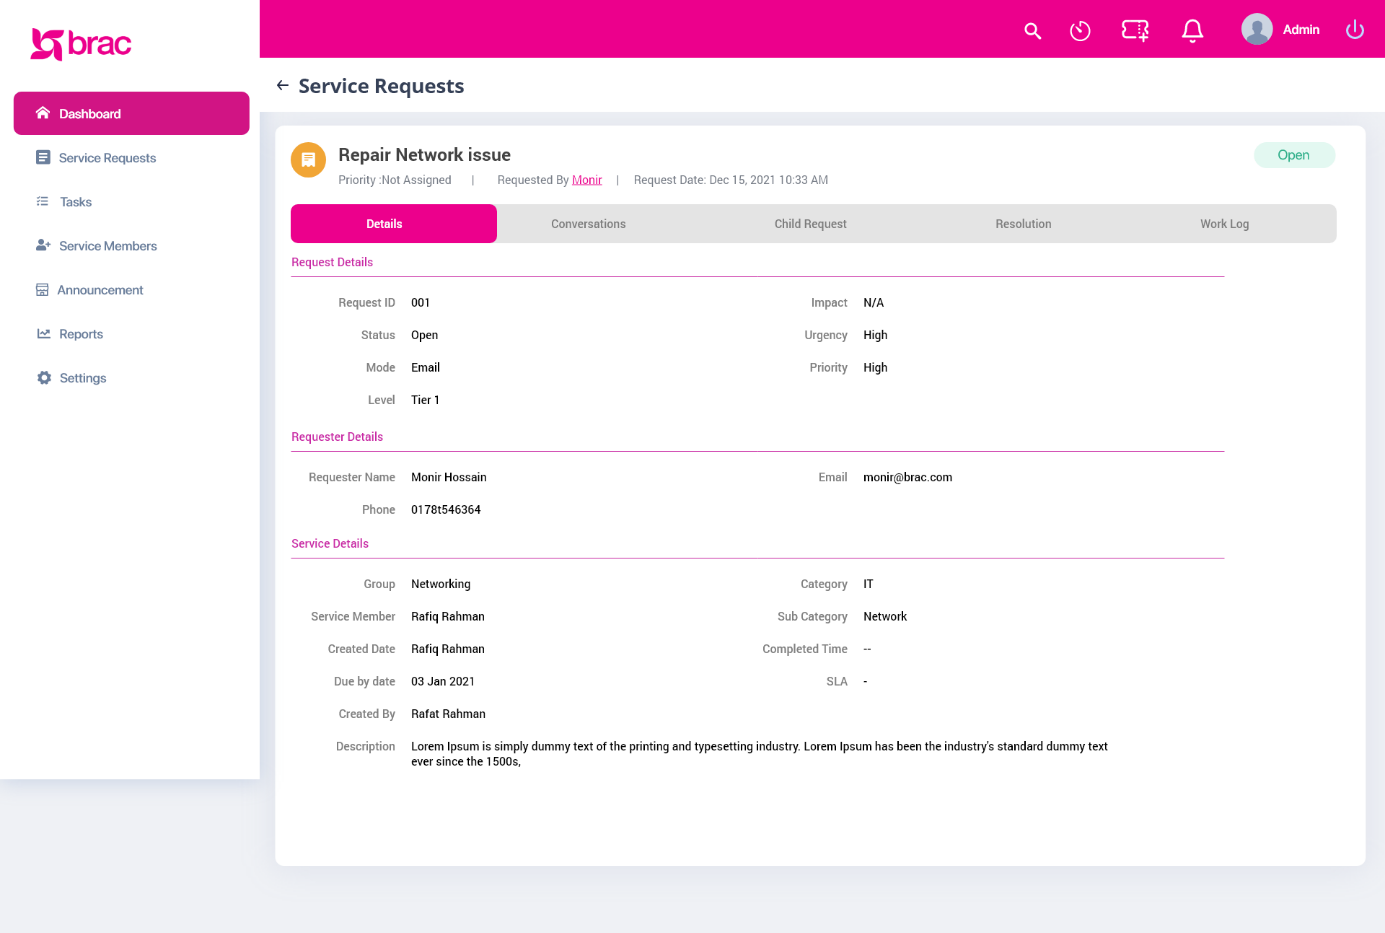 brac
Admin
Service Requests
Dashboard
Service Requests
Tasks
Service Members
Announcement
Reports
Settings
Repair Network issue
Open
Priority :Not Assigned | Requested By Monir | Request Date: Dec 15, 2021 10:33 AM
Details Conversations Child Request Resolution Work Log
Request Details
Request ID 001 Impact N/A
Status Open Urgency High
Mode Email Priority High
Level Tier 1
Requester Details
Requester Name Monir Hossain Email monir@brac.com
Phone 0178t546364
Service Details
Group Networking Category IT
Service Member Rafiq Rahman Sub Category Network
Created Date Rafiq Rahman Completed Time --
Due by date 03 Jan 2021 SLA -
Created By Rafat Rahman
Description Lorem Ipsum is simply dummy text of the printing and typesetting industry. Lorem Ipsum has been the industry's standard dummy text
ever since the 1500s,